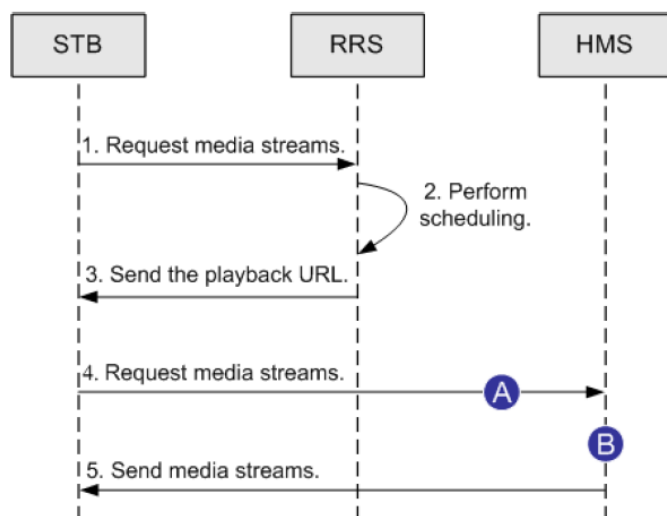 STB RRS HMS
1. Request media streams.
2. Perform
scheduling.
3. Send the playback URL.
4. Request media streams.
A
B
5. Send media streams.